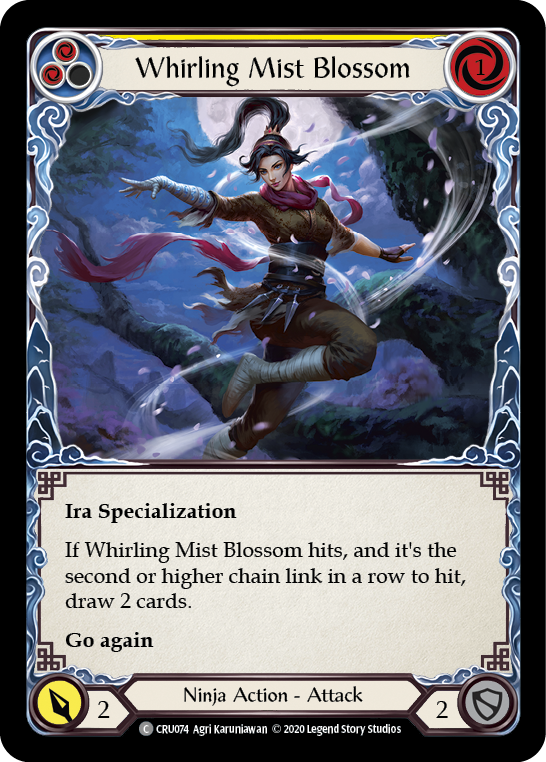 Whirling Mist Blossom
1
Ira Specialization
If Whirling Mist Blossom hits, and it's the
second or higher chain link in a row to hit,
draw 2 cards.
Go again
2
Ninja Action - Attack
2
C CRU074 Agri Karuniawan © 2020 Legend Story Studios